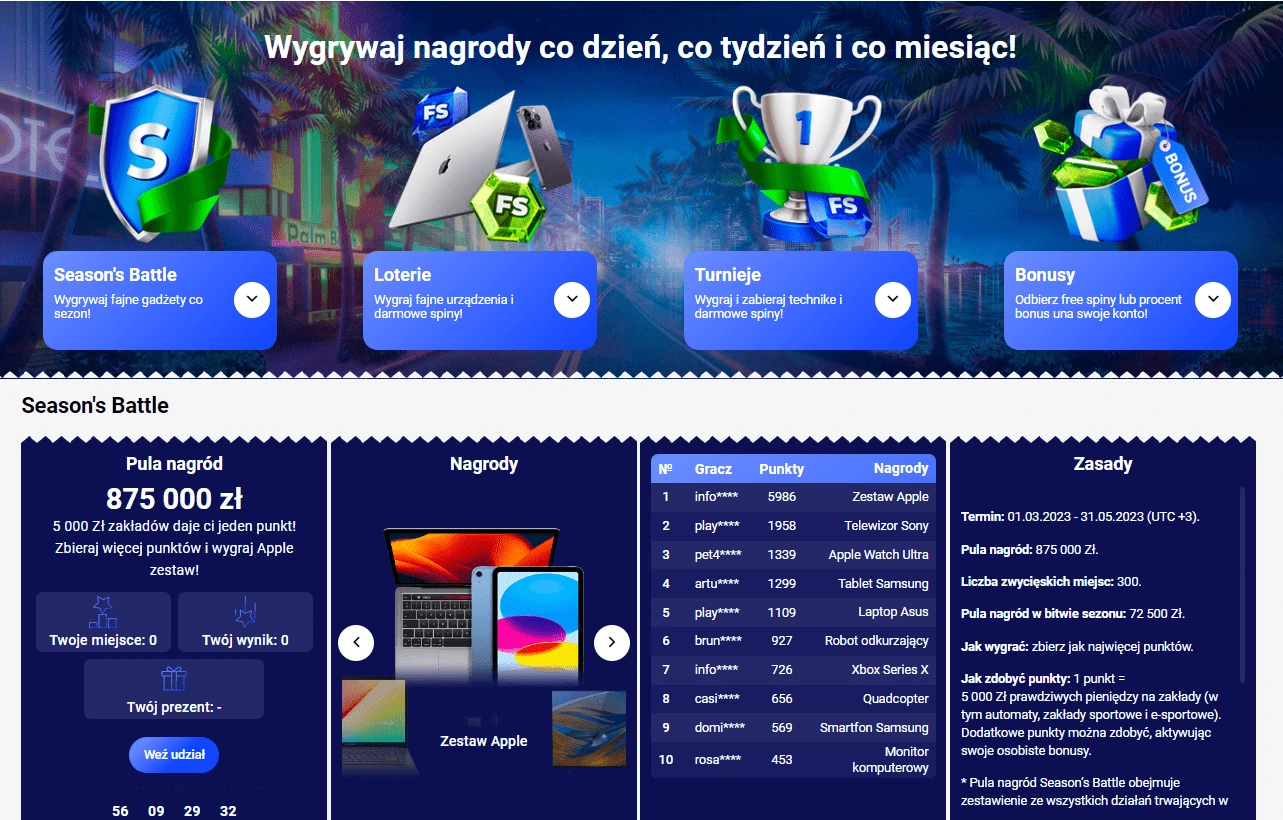 Wygrywaj nagrody co dzień, co tydzień i co miesiąc!
S
FS
FS
1
FS
BONUS
Palm
Season's Battle
Wygrywaj fajne gadżety co
sezon!
Loterie
Wygraj fajne urządzenia i
darmowe spiny!
Turnieje
Wygraj i zabieraj technike i
darmowe spiny!
Bonusy
Odbierz free spiny lub procent
bonus una swoje konto!
Season's Battle
Pula nagród
875 000 zł
5 000 Zł zakładów daje ci jeden punkt!
Zbieraj więcej punktów i wygraj Apple
zestaw!
Twoje miejsce: 0
Twój wynik: 0
Twój prezent: -
Weź udział
56 09 29 32
Nagrody
Zestaw Apple
№ Gracz Punkty Nagrody
1 info**** 5986 Zestaw Apple
2 play**** 1958 Telewizor Sony
3 pet4**** 1339 Apple Watch Ultra
4 artu**** 1299 Tablet Samsung
5 play**** 1109 Laptop Asus
6 brun**** 927 Robot odkurzający
7 info**** 726 Xbox Series X
8 casi**** 656 Quadcopter
9 domi**** 569 Smartfon Samsung
10 rosa**** 453 Monitor
komputerowy
Zasady
Termin: 01.03.2023 - 31.05.2023 (UTC +3).
Pula nagród: 875 000 Zł.
Liczba zwycięskich miejsc: 300.
Pula nagród w bitwie sezonu: 72 500 Zł.
Jak wygrać: zbierz jak najwięcej punktów.
Jak zdobyć punkty: 1 punkt =
5 000 Zł prawdziwych pieniędzy na zakłady (w
tym automaty, zakłady sportowe i e-sportowe).
Dodatkowe punkty można zdobyć, aktywując
swoje osobiste bonusy.
* Pula nagród Season's Battle obejmuje
zestawienie ze wszystkich działań trwających w